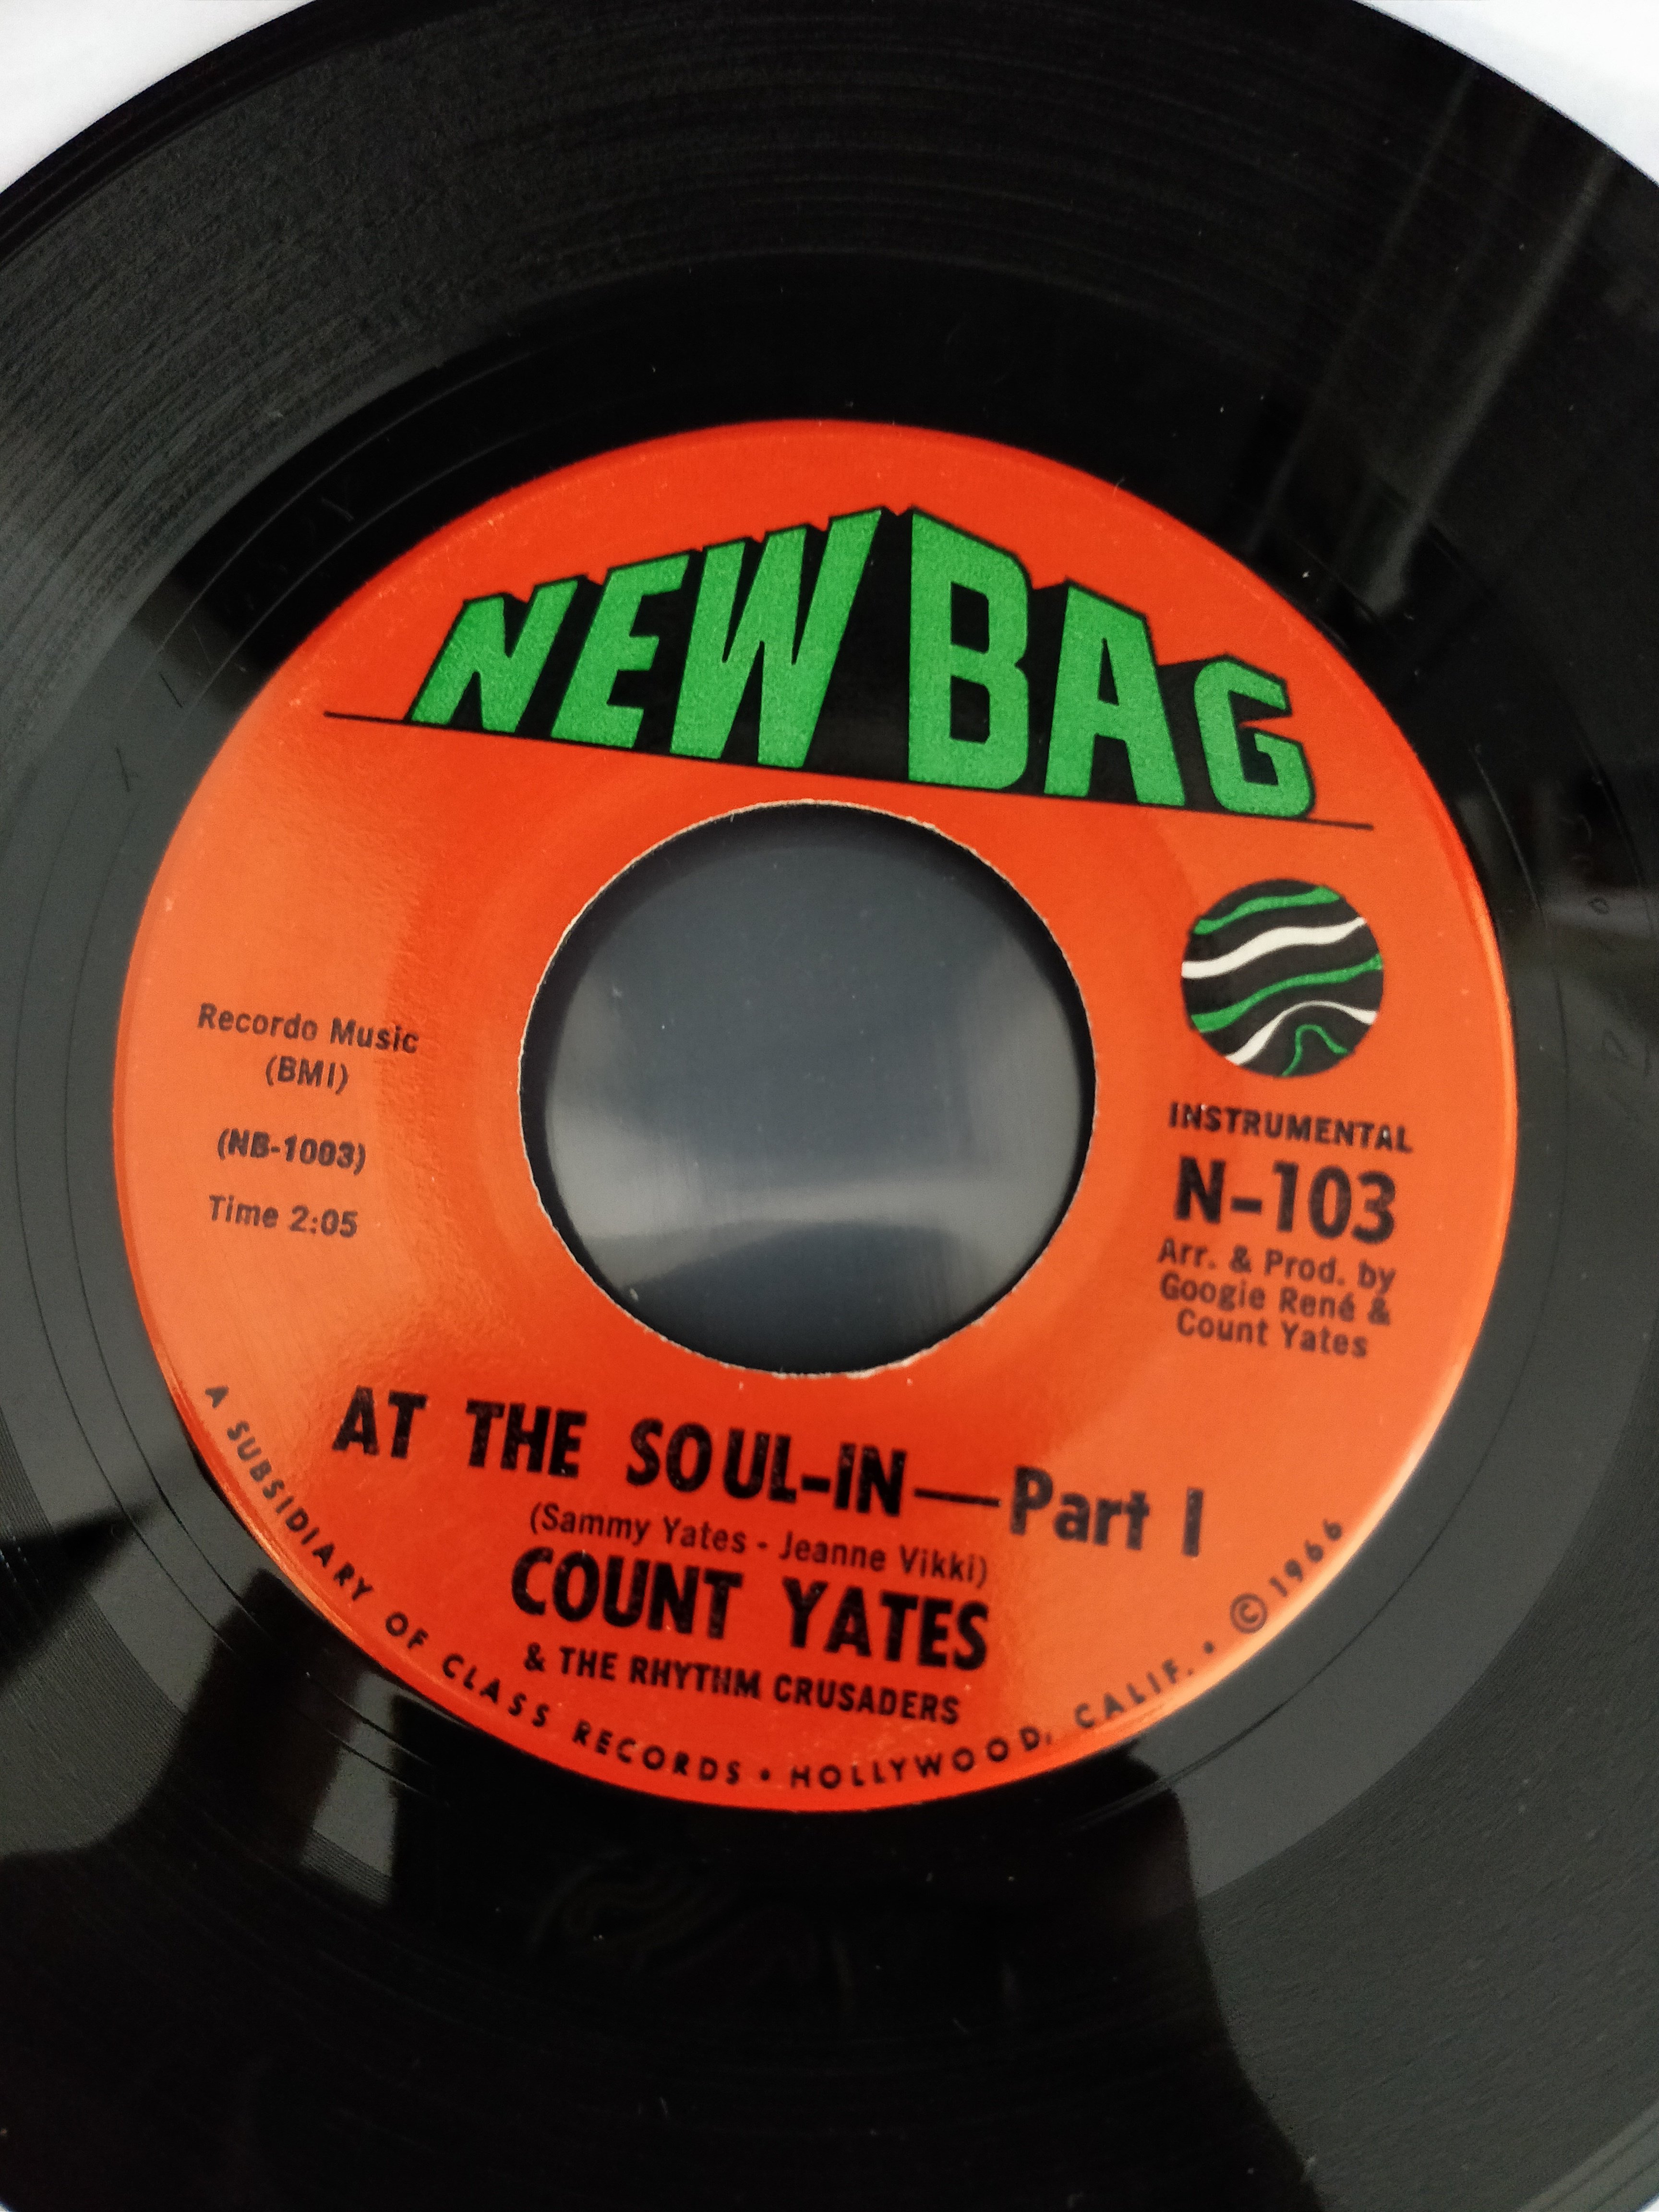 NEW BAG
Recordo Music
(BMI)
(NB-1003)
Time 2:05
INSTRUMENTAL
N-103
Arr. & Prod. by
Googie René &
Count Yates
AT THE SOUL-IN—Part I
(Sammy Yates - Jeanne Vikki)
COUNT YATES
& THE RHYTHM CRUSADERS
A SUBSIDIARY OF CLASS RECORDS • HOLLYWOOD, CALIF. • © 1966